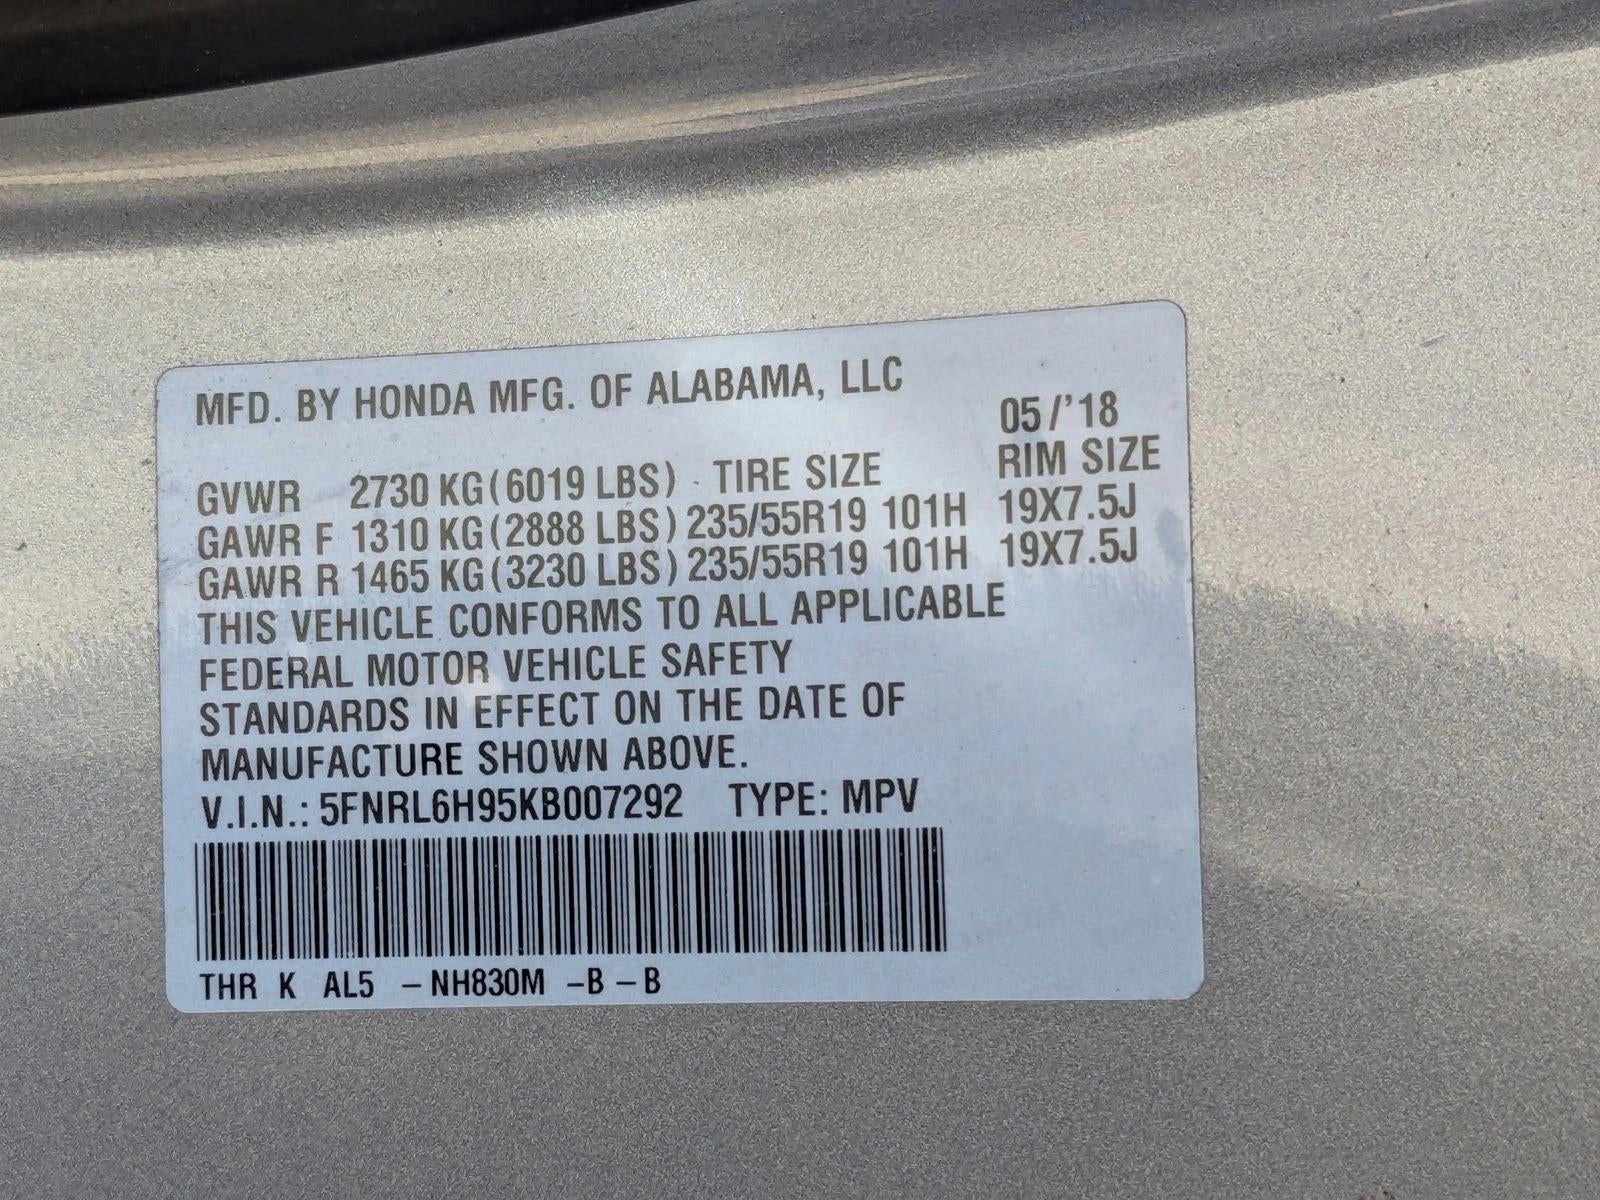 MFD. BY HONDA MFG. OF ALABAMA, LLC
05/'18
GVWR 2730 KG (6019 LBS) TIRE SIZE RIM SIZE
GAWR F 1310 KG (2888 LBS) 235/55R19 101H 19X7.5J
GAWR R 1465 KG (3230 LBS) 235/55R19 101H 19X7.5J
THIS VEHICLE CONFORMS TO ALL APPLICABLE
FEDERAL MOTOR VEHICLE SAFETY
STANDARDS IN EFFECT ON THE DATE OF
MANUFACTURE SHOWN ABOVE.
V.I.N.: 5FNRL6H95KB007292 TYPE: MPV
THR K AL5 – NH830M –B – B